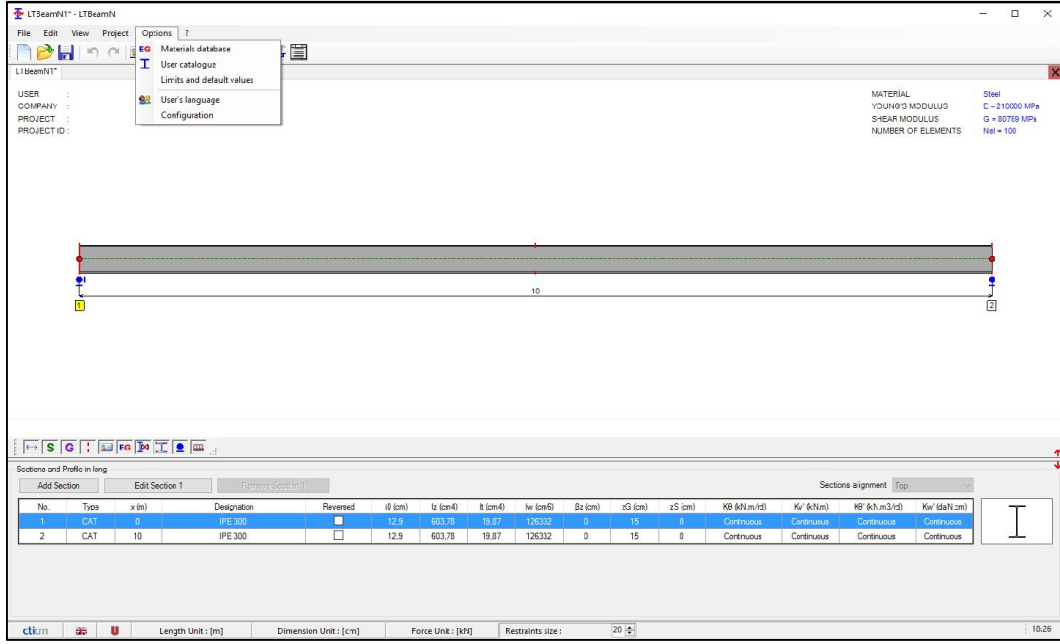 LTBeamN1* - LTBeamN
File Edit View Project Options ?
EG Materials database
User catalogue
Limits and default values
User's language
Configuration
LTBeamN1*
USER :
COMPANY :
PROJECT :
PROJECT ID :
MATERIAL Steel
YOUNG'S MODULUS E = 210000 MPa
SHEAR MODULUS G = 80769 MPa
NUMBER OF ELEMENTS Nel = 100
10
1 2
S G EG
Sections and Profile in long
Add Section Edit Section 1 Remove Section 1 Sections alignment Top
No. Type x (m) Designation Reversed i0 (cm) Iz (cm4) It (cm4) Iw (cm6) βz (cm) zG (cm) zS (cm) Kθ (kN.m/rd) Kv' (kN.m) Kθ' (kN.m3/rd) Kw' (daN.cm)
1 CAT 0 IPE 300 12,9 603,78 19,87 126332 0 15 0 Continuous Continuous Continuous Continuous
2 CAT 10 IPE 300 12,9 603,78 19,87 126332 0 15 0 Continuous Continuous Continuous Continuous
cticm U Length Unit : [m] Dimension Unit : [cm] Force Unit : [kN] Restraints size : 20 18:26